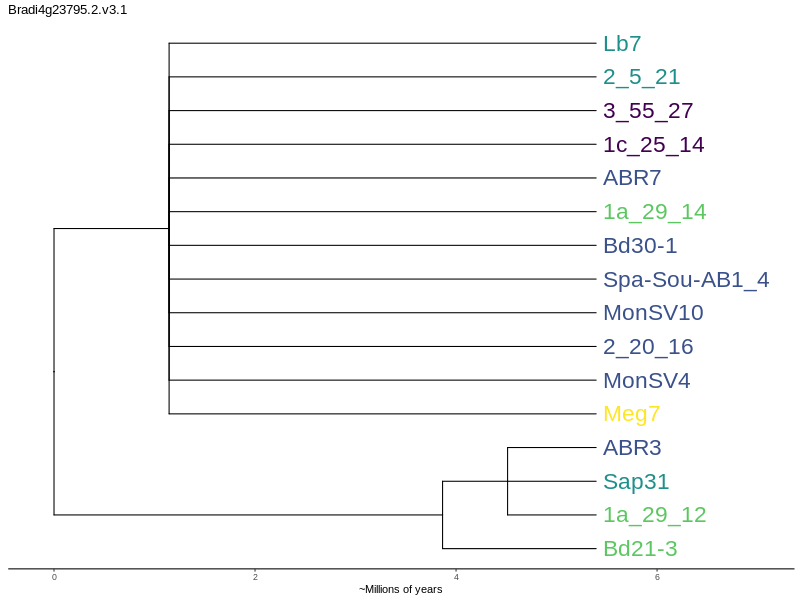 Bradi4g23795.2.v3.1
Lb7
2_5_21
3_55_27
1c_25_14
ABR7
1a_29_14
Bd30-1
Spa-Sou-AB1_4
MonSV10
2_20_16
MonSV4
Meg7
ABR3
Sap31
1a_29_12
Bd21-3
0 2 4 6
~Millions of years